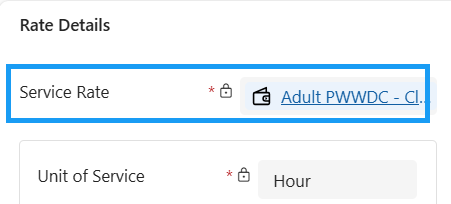 Rate Details
Service Rate * Adult PWWDC - Cl...
Unit of Service * Hour